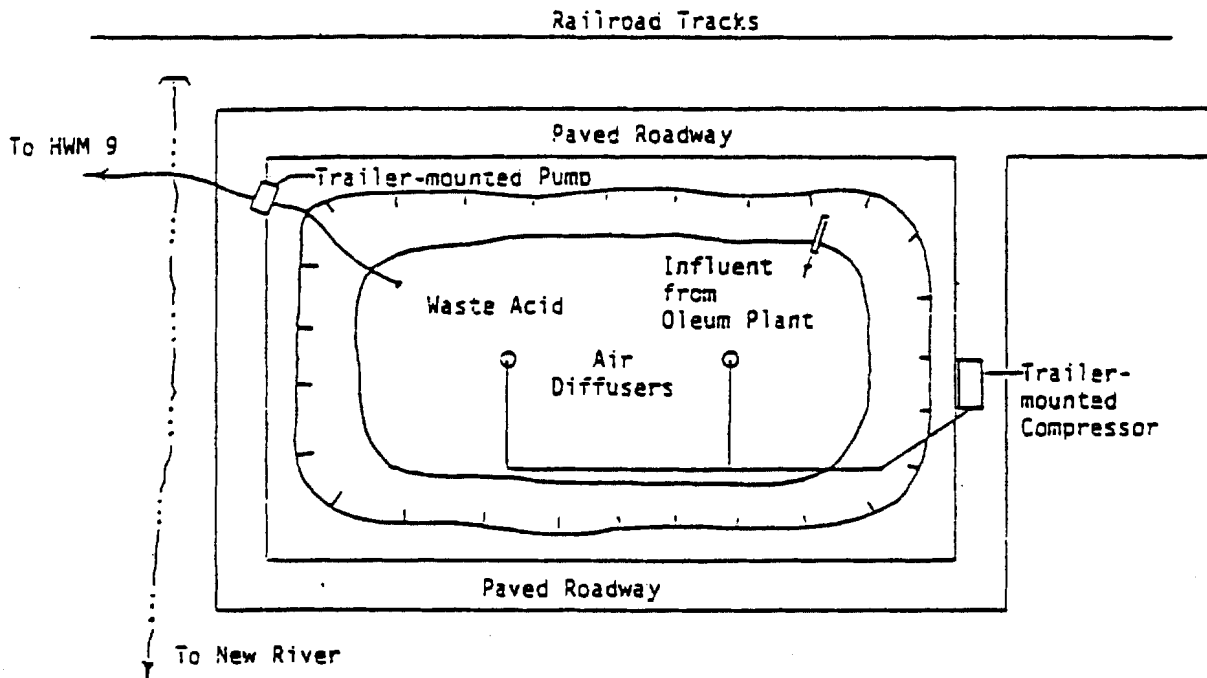 Railroad Tracks
Paved Roadway
To HWM 9
Trailer-mounted Pump
Influent
from
Oleum Plant
Waste Acid
Air
Diffusers
Trailer-
mounted
Compressor
Paved Roadway
To New River